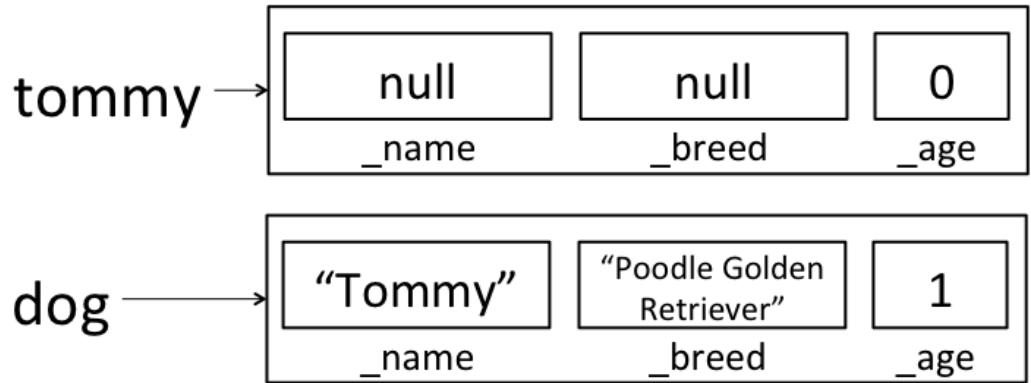 tommy
null null 0
_name _breed _age
dog
“Tommy” “Poodle Golden
Retriever” 1
_name _breed _age